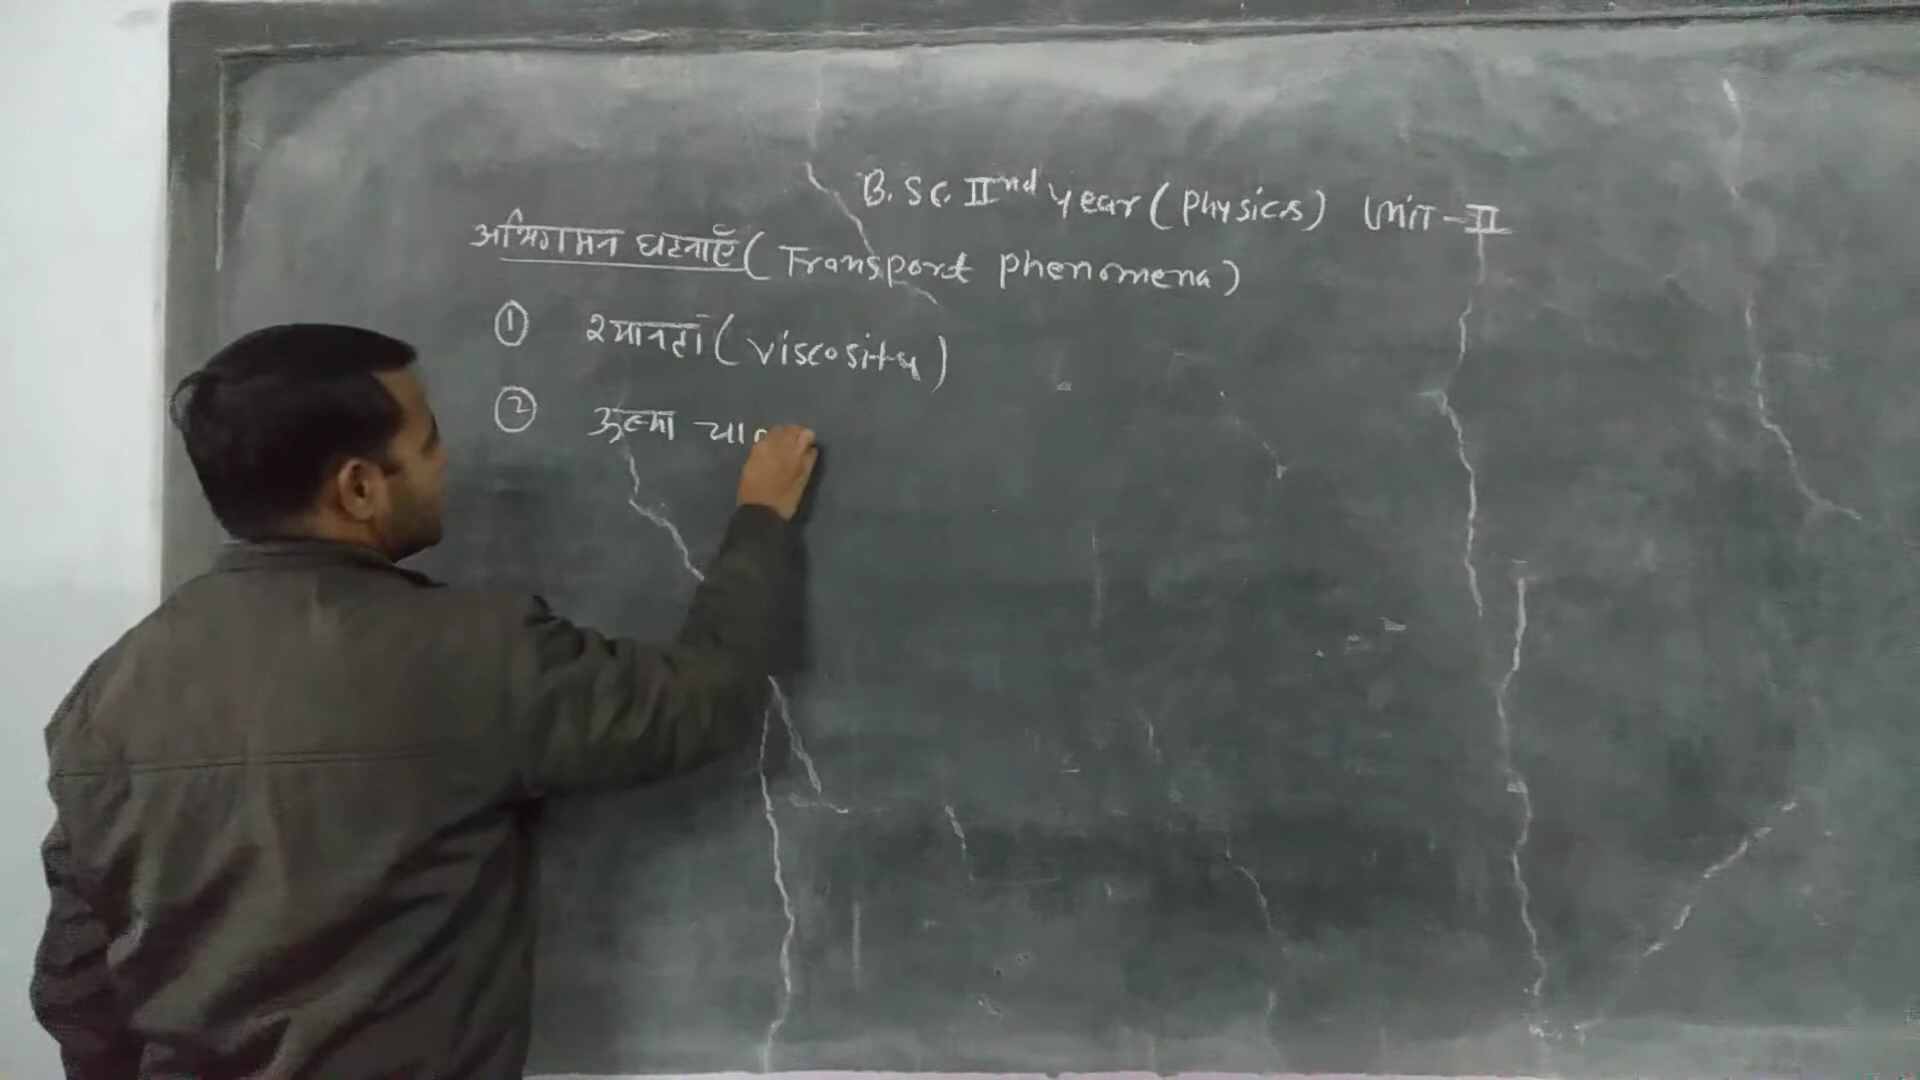 B. Sc. IInd year (Physics) Unit - II
अभिगमन घटनाएँ (Transport phenomena)
① श्यानता (viscosity)
② ऊष्मा चा